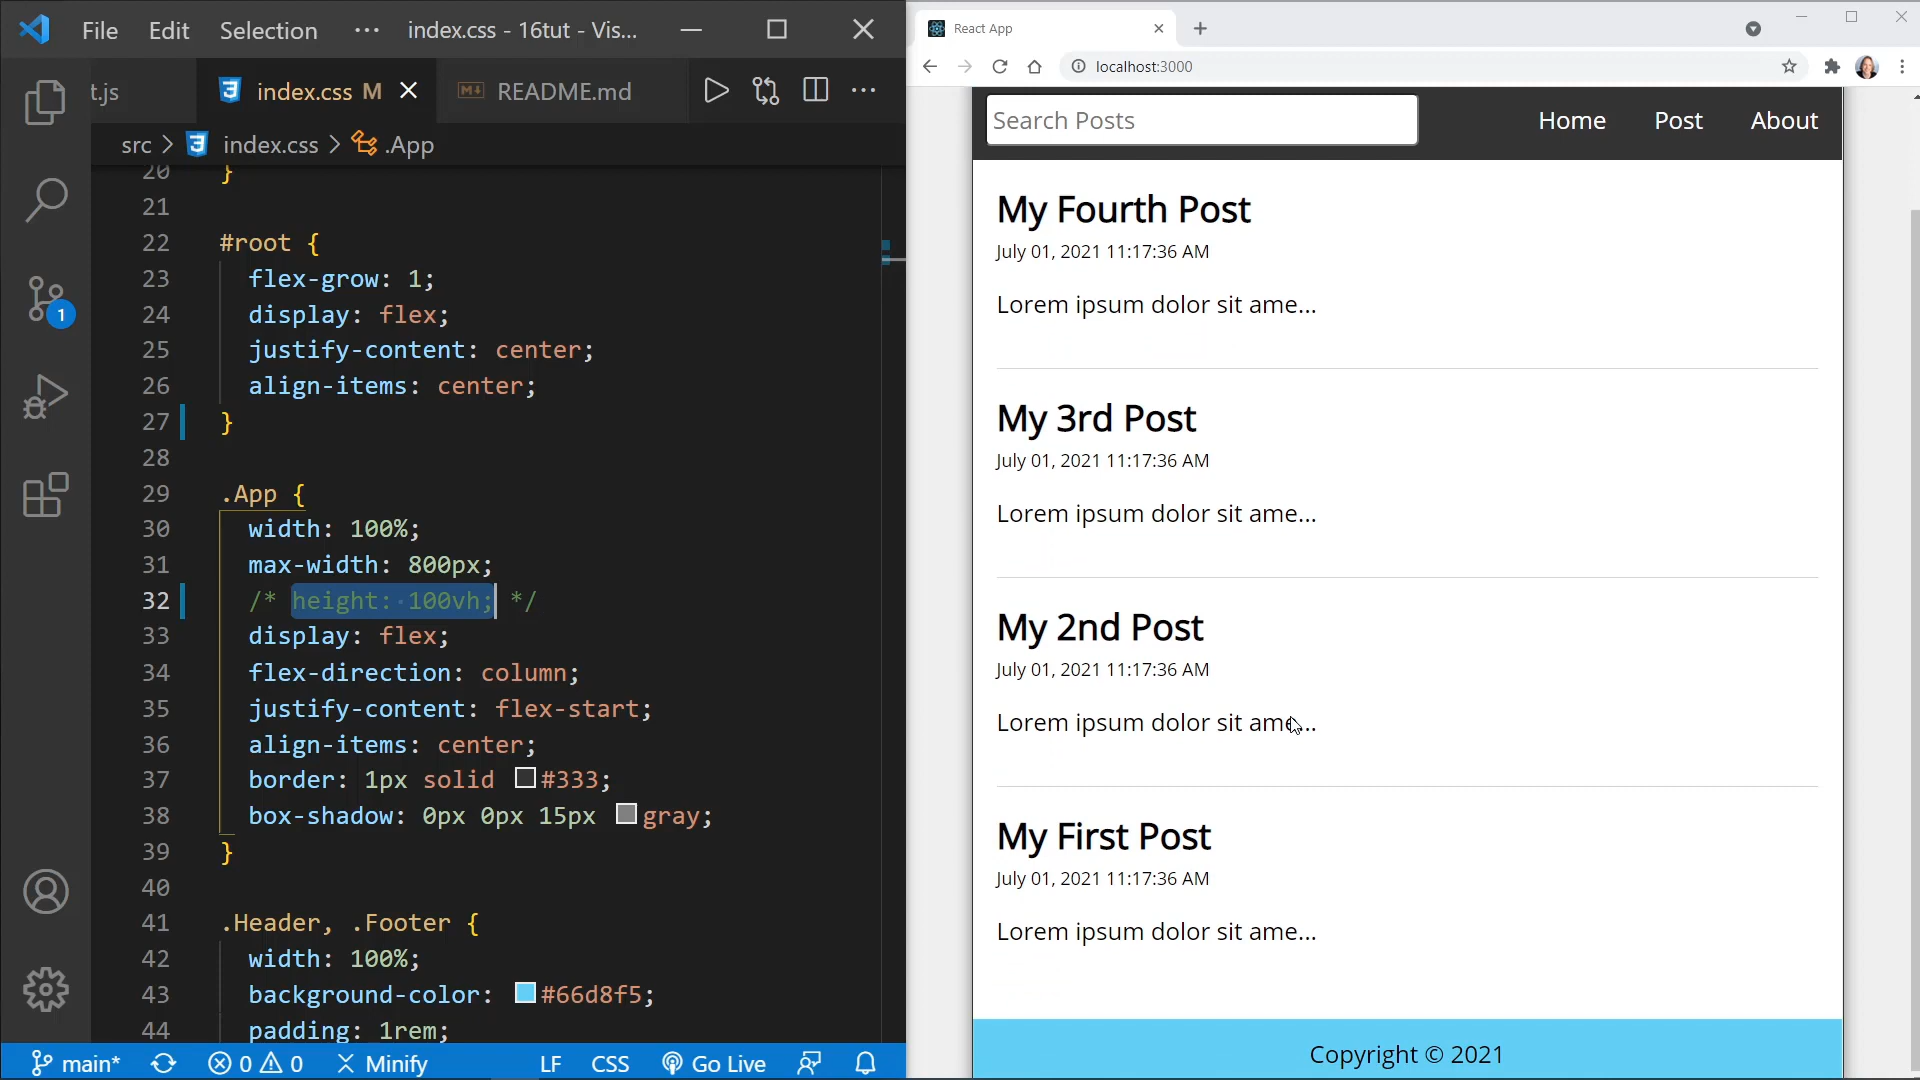 File Edit Selection ··· index.css - 16tut - Vis...
t.js index.css M README.md
src > index.css > .App
20 }
21
22 #root {
23 flex-grow: 1;
24 display: flex;
25 justify-content: center;
26 align-items: center;
27 }
28
29 .App {
30 width: 100%;
31 max-width: 800px;
32 /* height: 100vh; */
33 display: flex;
34 flex-direction: column;
35 justify-content: flex-start;
36 align-items: center;
37 border: 1px solid #333;
38 box-shadow: 0px 0px 15px gray;
39 }
40
41 .Header, .Footer {
42 width: 100%;
43 background-color: #66d8f5;
44 padding: 1rem;
1
main* 0 0 Minify LF CSS Go Live
React App
localhost:3000
Search Posts Home Post About
My Fourth Post
July 01, 2021 11:17:36 AM
Lorem ipsum dolor sit ame...
My 3rd Post
July 01, 2021 11:17:36 AM
Lorem ipsum dolor sit ame...
My 2nd Post
July 01, 2021 11:17:36 AM
Lorem ipsum dolor sit ame...
My First Post
July 01, 2021 11:17:36 AM
Lorem ipsum dolor sit ame...
Copyright © 2021